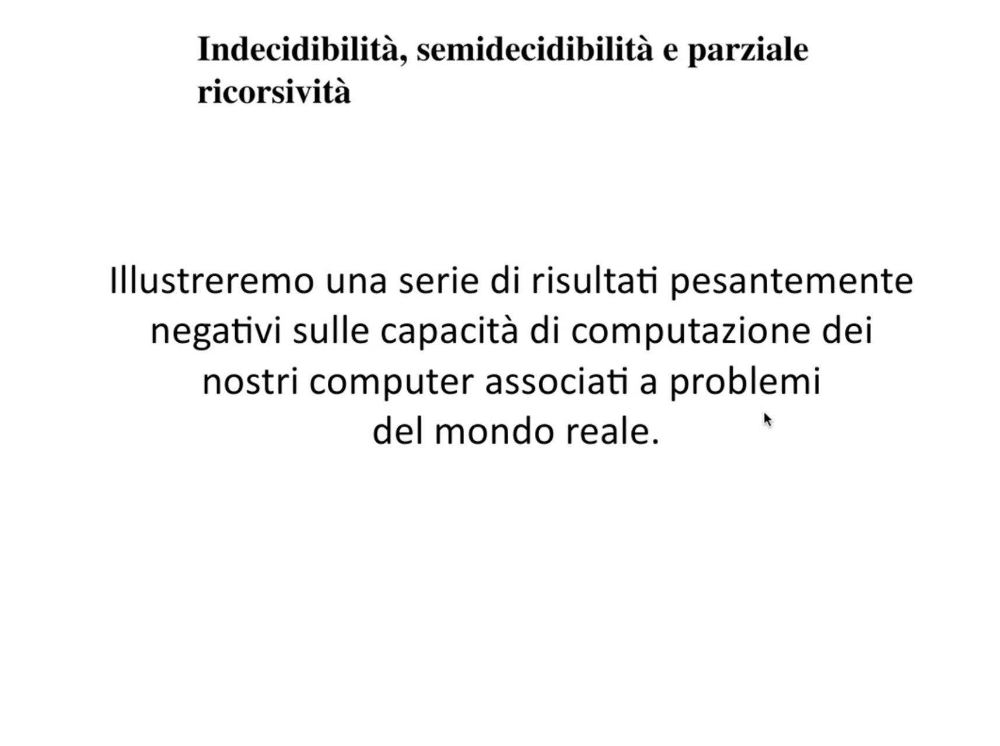 Indecidibilità, semidecidibilità e parziale
ricorsività
Illustreremo una serie di risultati pesantemente
negativi sulle capacità di computazione dei
nostri computer associati a problemi
del mondo reale.